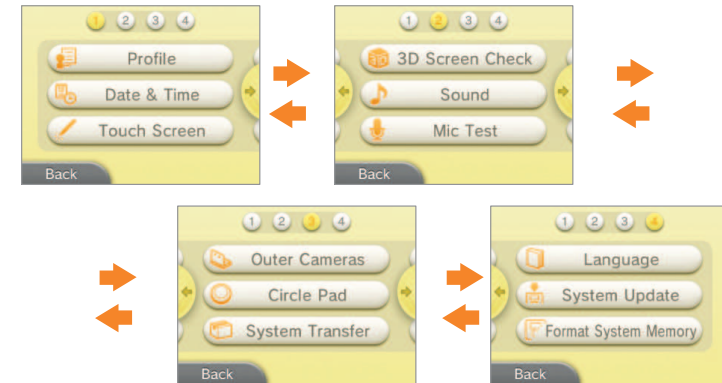 1 2 3 4
Profile
Date & Time
Touch Screen
Back
1 2 3 4
3D Screen Check
Sound
Mic Test
Back
1 2 3 4
Outer Cameras
Circle Pad
System Transfer
Back
1 2 3 4
Language
System Update
Format System Memory
Back